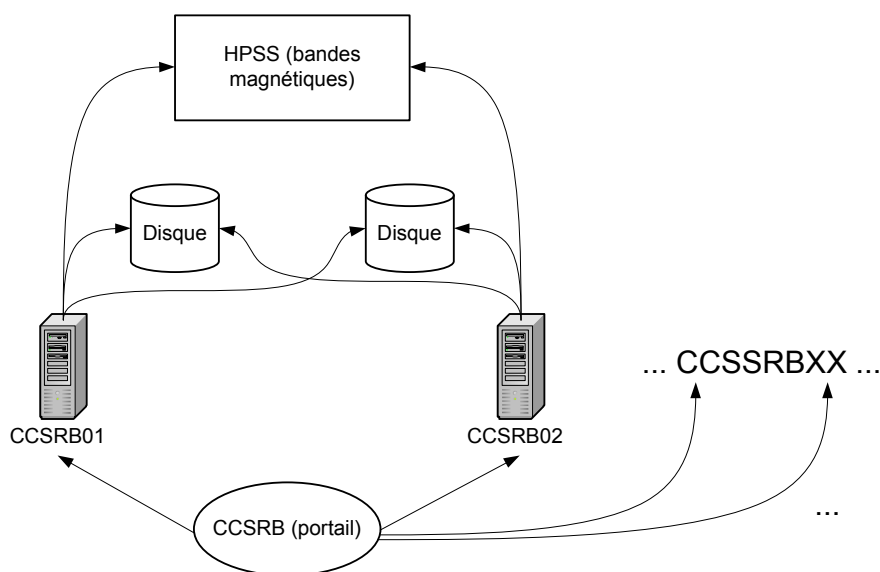 HPSS (bandes
magnétiques)
Disque
Disque
... CCSSRBXX ...
CCSRB01
CCSRB02
...
CCSRB (portail)